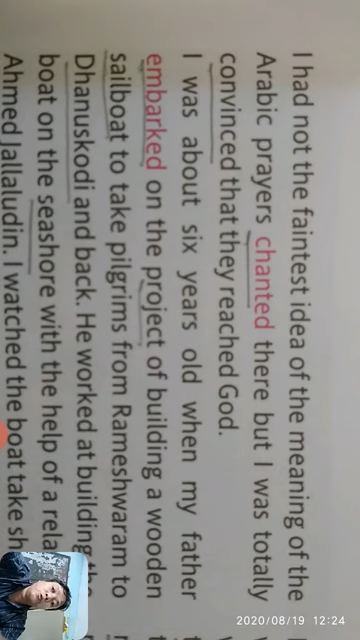 I had not the faintest idea of the meaning of the
Arabic prayers chanted there but I was totally
convinced that they reached God.
I was about six years old when my father
embarked on the project of building a wooden
sailboat to take pilgrims from Rameshwaram to
Dhanuskodi and back. He worked at building
boat on the seashore with the help of a
Ahmed Jallaludin. I watched the boat take
2020/08/19 12:24